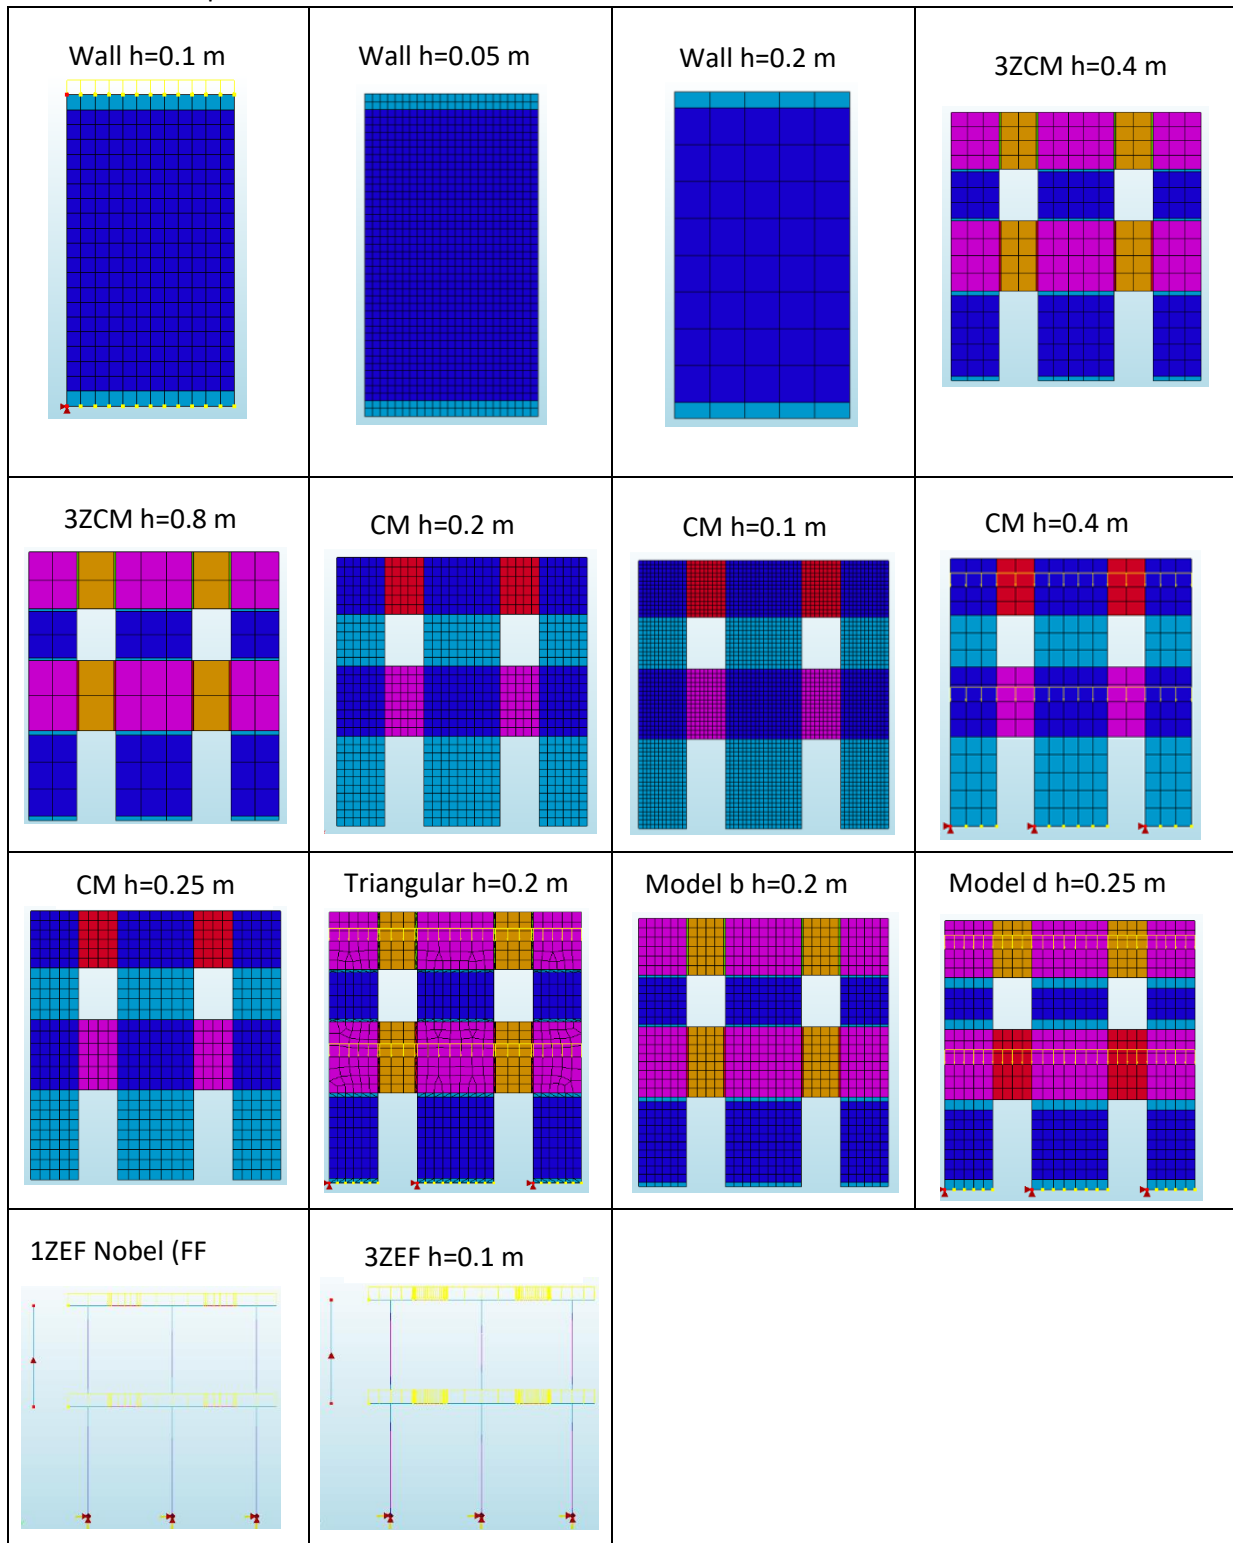 Wall h=0.1 m
Wall h=0.05 m
Wall h=0.2 m
3ZCM h=0.4 m
3ZCM h=0.8 m
CM h=0.2 m
CM h=0.1 m
CM h=0.4 m
CM h=0.25 m
Triangular h=0.2 m
Model b h=0.2 m
Model d h=0.25 m
1ZEF Nobel (FF
3ZEF h=0.1 m